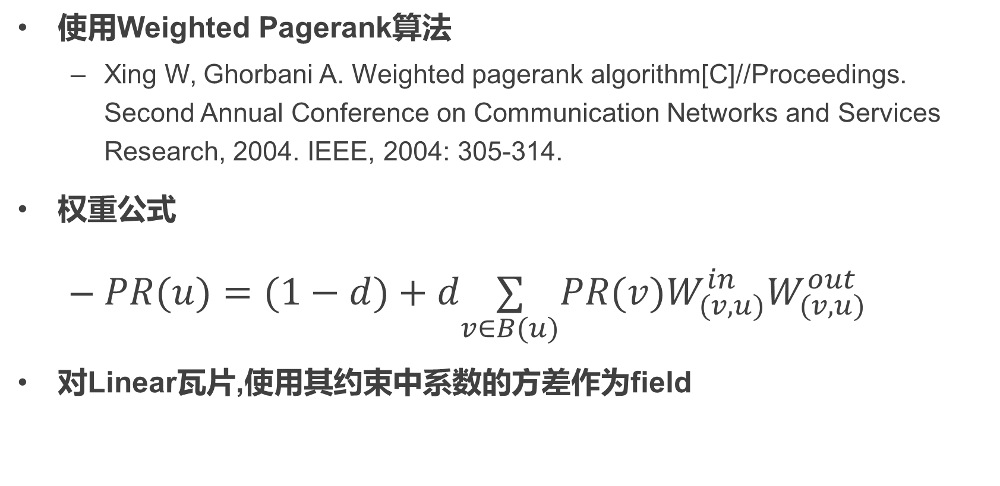 • 使用Weighted Pagerank算法
– Xing W, Ghorbani A. Weighted pagerank algorithm[C]//Proceedings.
Second Annual Conference on Communication Networks and Services
Research, 2004. IEEE, 2004: 305-314.
• 权重公式
– PR(u) = (1 − d) + d ∑_{v∈B(u)} PR(v)W^{in}_{(v,u)}W^{out}_{(v,u)}
• 对Linear瓦片,使用其约束中系数的方差作为field